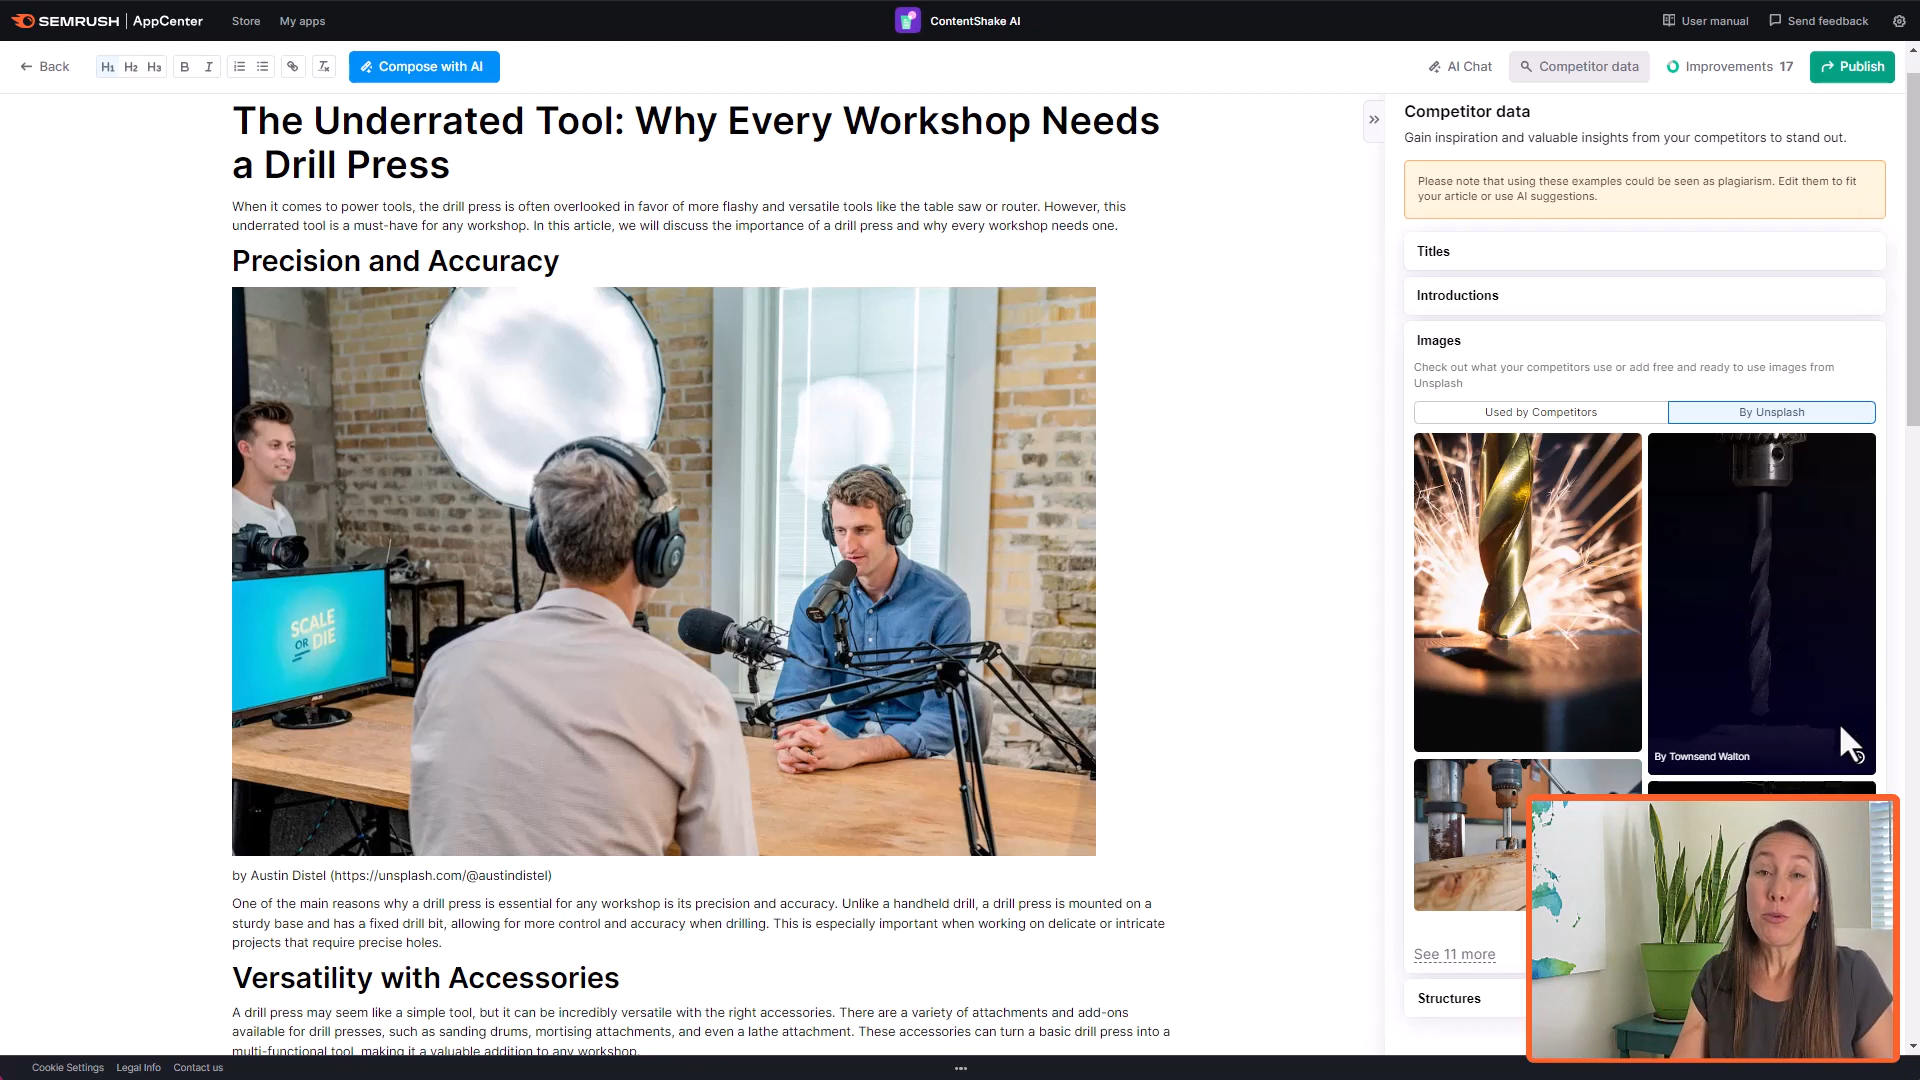 SEMRUSH | AppCenter Store My apps ContentShake AI User manual Send feedback
Back H1 H2 H3 B I Compose with AI AI Chat Competitor data Improvements 17 Publish
The Underrated Tool: Why Every Workshop Needs
a Drill Press
When it comes to power tools, the drill press is often overlooked in favor of more flashy and versatile tools like the table saw or router. However, this
underrated tool is a must-have for any workshop. In this article, we will discuss the importance of a drill press and why every workshop needs one.
Precision and Accuracy
SCALE
OR
DIE
ASUS
by Austin Distel (https://unsplash.com/@austindistel)
One of the main reasons why a drill press is essential for any workshop is its precision and accuracy. Unlike a handheld drill, a drill press is mounted on a
sturdy base and has a fixed drill bit, allowing for more control and accuracy when drilling. This is especially important when working on delicate or intricate
projects that require precise holes.
Versatility with Accessories
A drill press may seem like a simple tool, but it can be incredibly versatile with the right accessories. There are a variety of attachments and add-ons
available for drill presses, such as sanding drums, mortising attachments, and even a lathe attachment. These accessories can turn a basic drill press into a
multi-functional tool, making it a valuable addition to any workshop.
Competitor data
Gain inspiration and valuable insights from your competitors to stand out.
Please note that using these examples could be seen as plagiarism. Edit them to fit
your article or use AI suggestions.
Titles
Introductions
Images
Check out what your competitors use or add free and ready to use images from
Unsplash
Used by Competitors By Unsplash
By Townsend Walton
See 11 more
Structures
Cookie Settings Legal Info Contact us